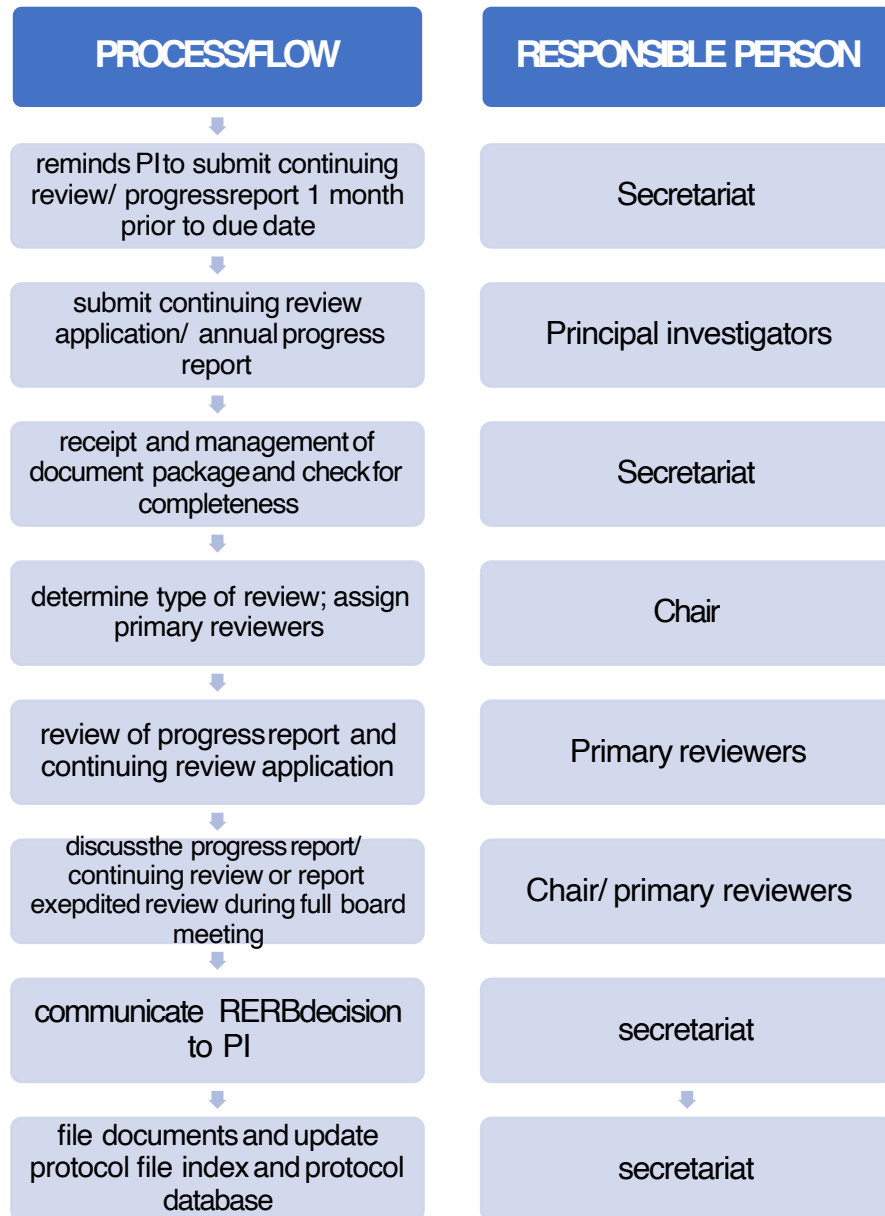 PROCESS/FLOW
RESPONSIBLE PERSON
reminds PI to submit continuing
review/ progress report 1 month
prior to due date
Secretariat
submit continuing review
application/ annual progress
report
Principal investigators
receipt and management of
document package and check for
completeness
Secretariat
determine type of review; assign
primary reviewers
Chair
review of progress report and
continuing review application
Primary reviewers
discuss the progress report/
continuing review or report
exepdited review during full board
meeting
Chair/ primary reviewers
communicate RERB decision
to PI
secretariat
file documents and update
protocol file index and protocol
database
secretariat